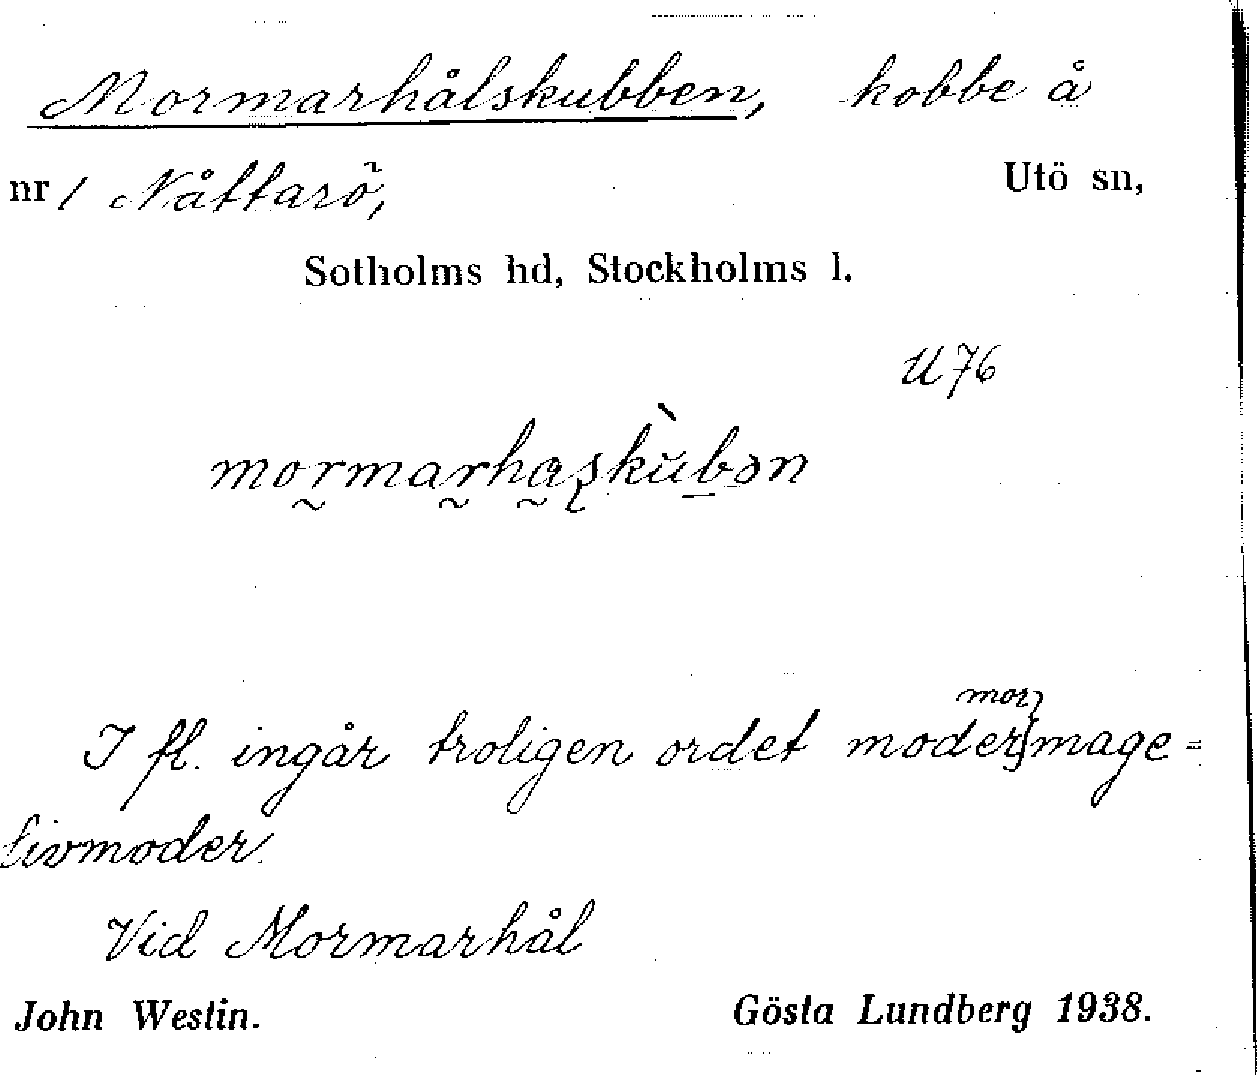 Mormarhålskubben, kobbe å
nr 1 Nåttarö, Utö sn,
Sotholms hd, Stockholms l.
U76
mormarhaskùbən
mor
I fl. ingår troligen ordet moder[mage =
livmoder.
Vid Mormarhål
John Westin. Gösta Lundberg 1938.